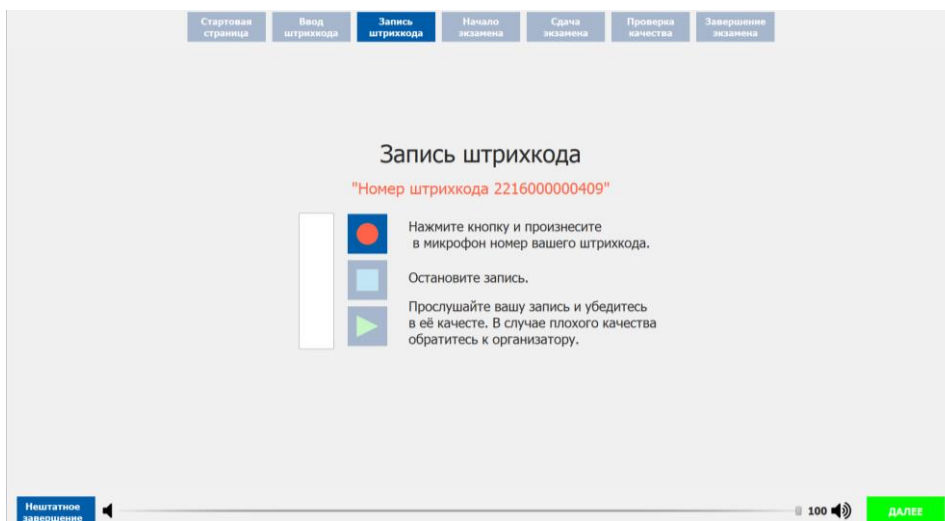 Стартовая
страница
Ввод
штрихкода
Запись
штрихкода
Начало
экзамена
Сдача
экзамена
Проверка
качества
Завершение
экзамена
Запись штрихкода
"Номер штрихкода 2216000000409"
Нажмите кнопку и произнесите
в микрофон номер вашего штрихкода.
Остановите запись.
Прослушайте вашу запись и убедитесь
в её качесте. В случае плохого качества
обратитесь к организатору.
Нештатное
завершение
100
ДАЛЕЕ